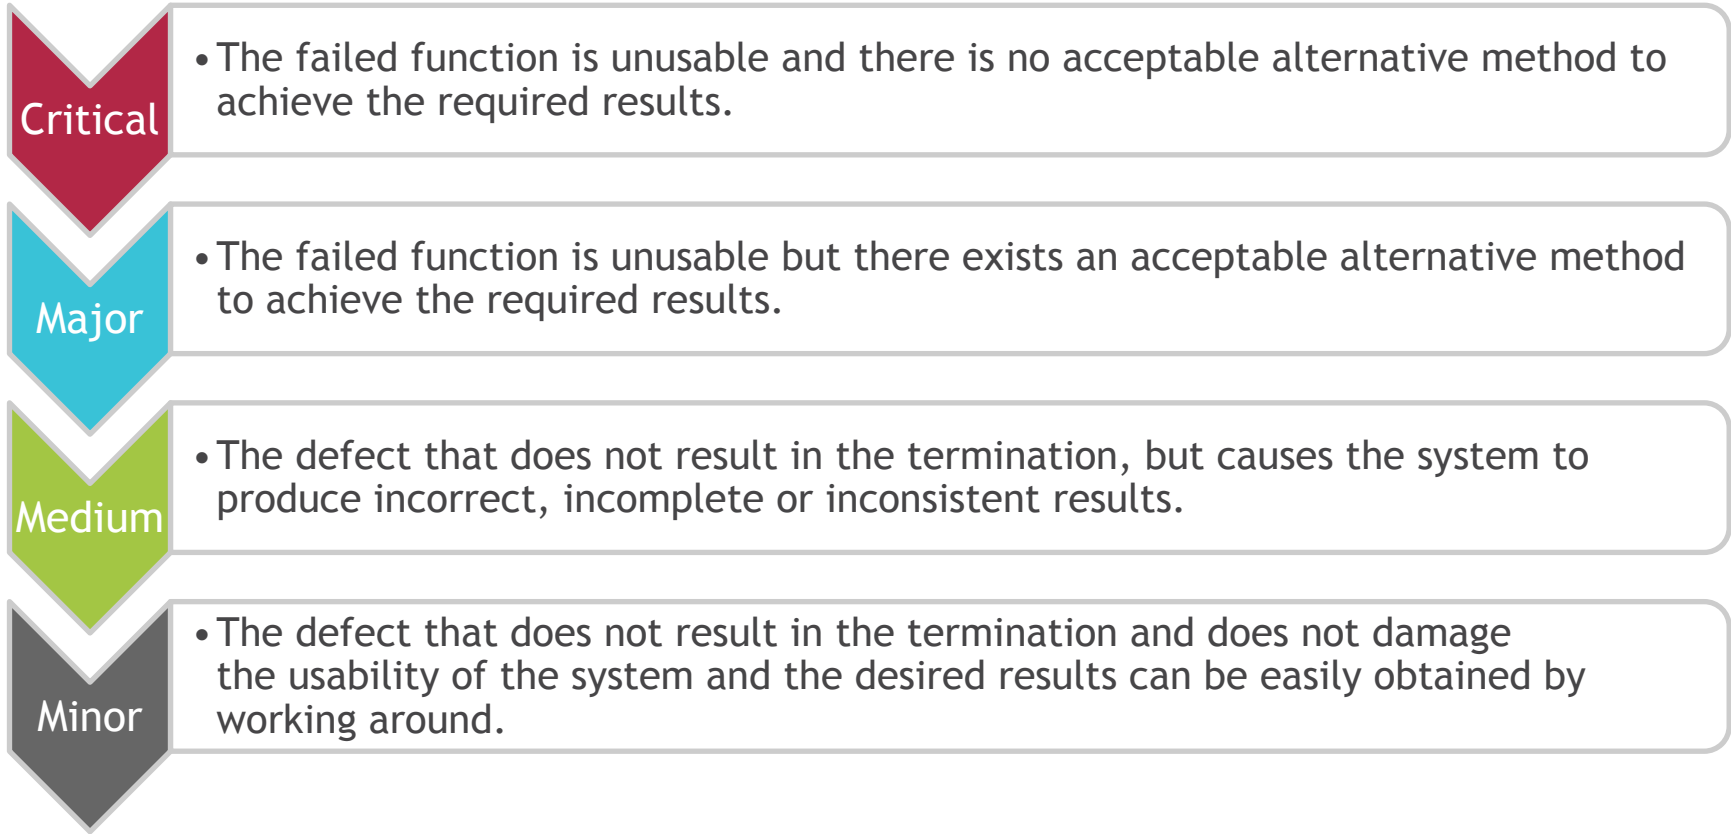 Critical
• The failed function is unusable and there is no acceptable alternative method to
achieve the required results.
Major
• The failed function is unusable but there exists an acceptable alternative method
to achieve the required results.
Medium
• The defect that does not result in the termination, but causes the system to
produce incorrect, incomplete or inconsistent results.
Minor
• The defect that does not result in the termination and does not damage
the usability of the system and the desired results can be easily obtained by
working around.